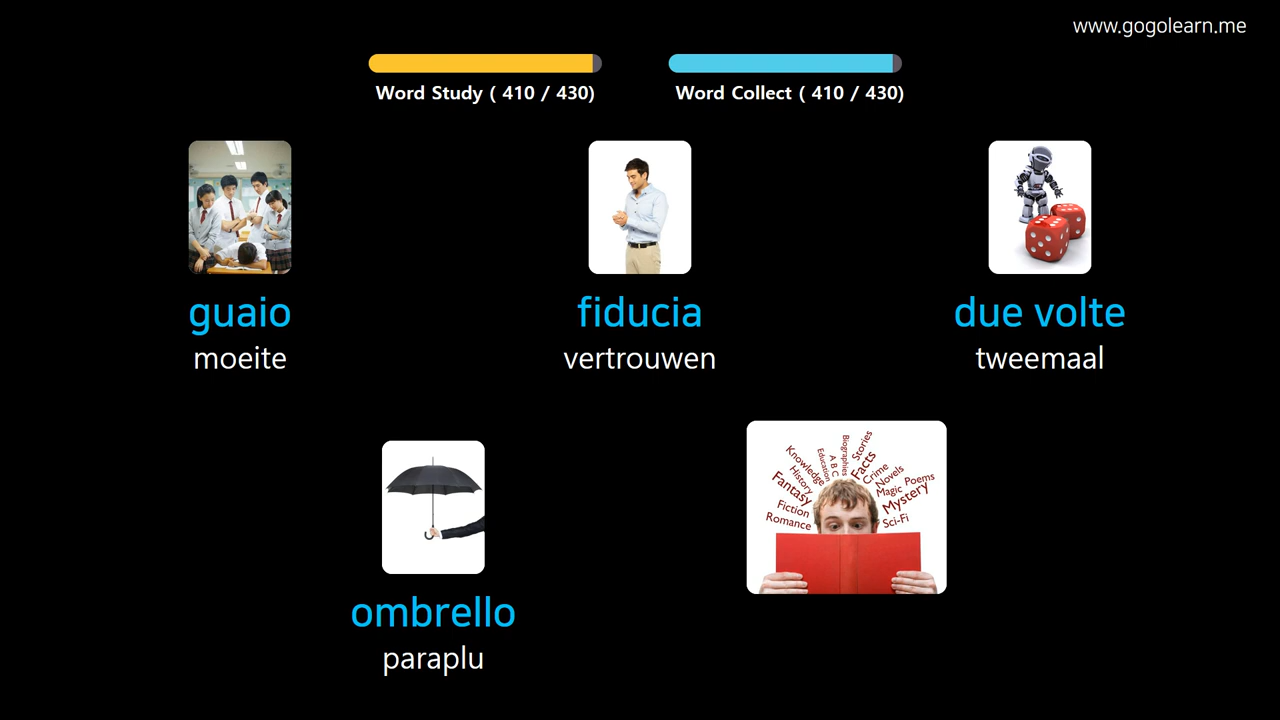 www.gogolearn.me
Word Study ( 410 / 430)
Word Collect ( 410 / 430)
guaio
moeite
fiducia
vertrouwen
due volte
tweemaal
ombrello
paraplu
Knowledge
History
Fantasy
Fiction
Romance
Education
A B C
Biographies
Stories
Facts
Crime
Novels
Magic
Poems
Mystery
Sci-Fi